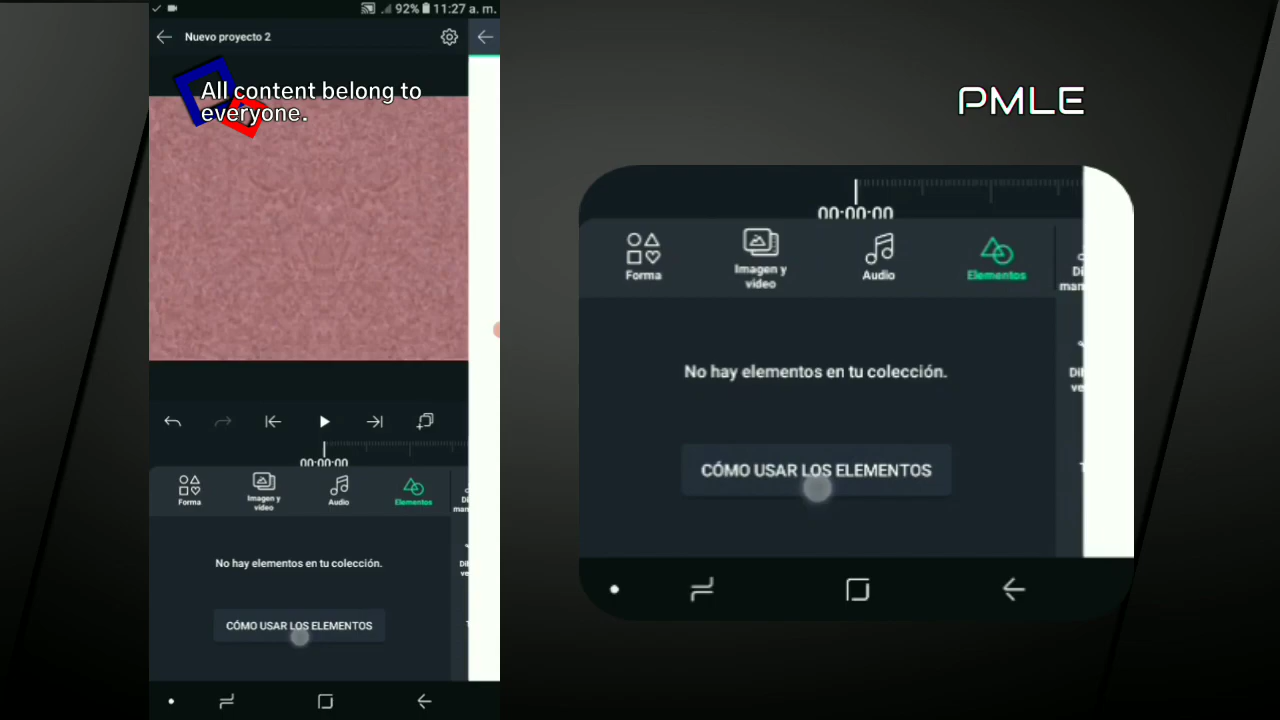 92% 11:27 a. m.
Nuevo proyecto 2
All content belong to
everyone.
00:00:00
Forma
Imagen y
vídeo
Audio
Elementos
No hay elementos en tu colección.
CÓMO USAR LOS ELEMENTOS
PMLE
00:00:00
Forma
Imagen y
vídeo
Audio
Elementos
No hay elementos en tu colección.
CÓMO USAR LOS ELEMENTOS